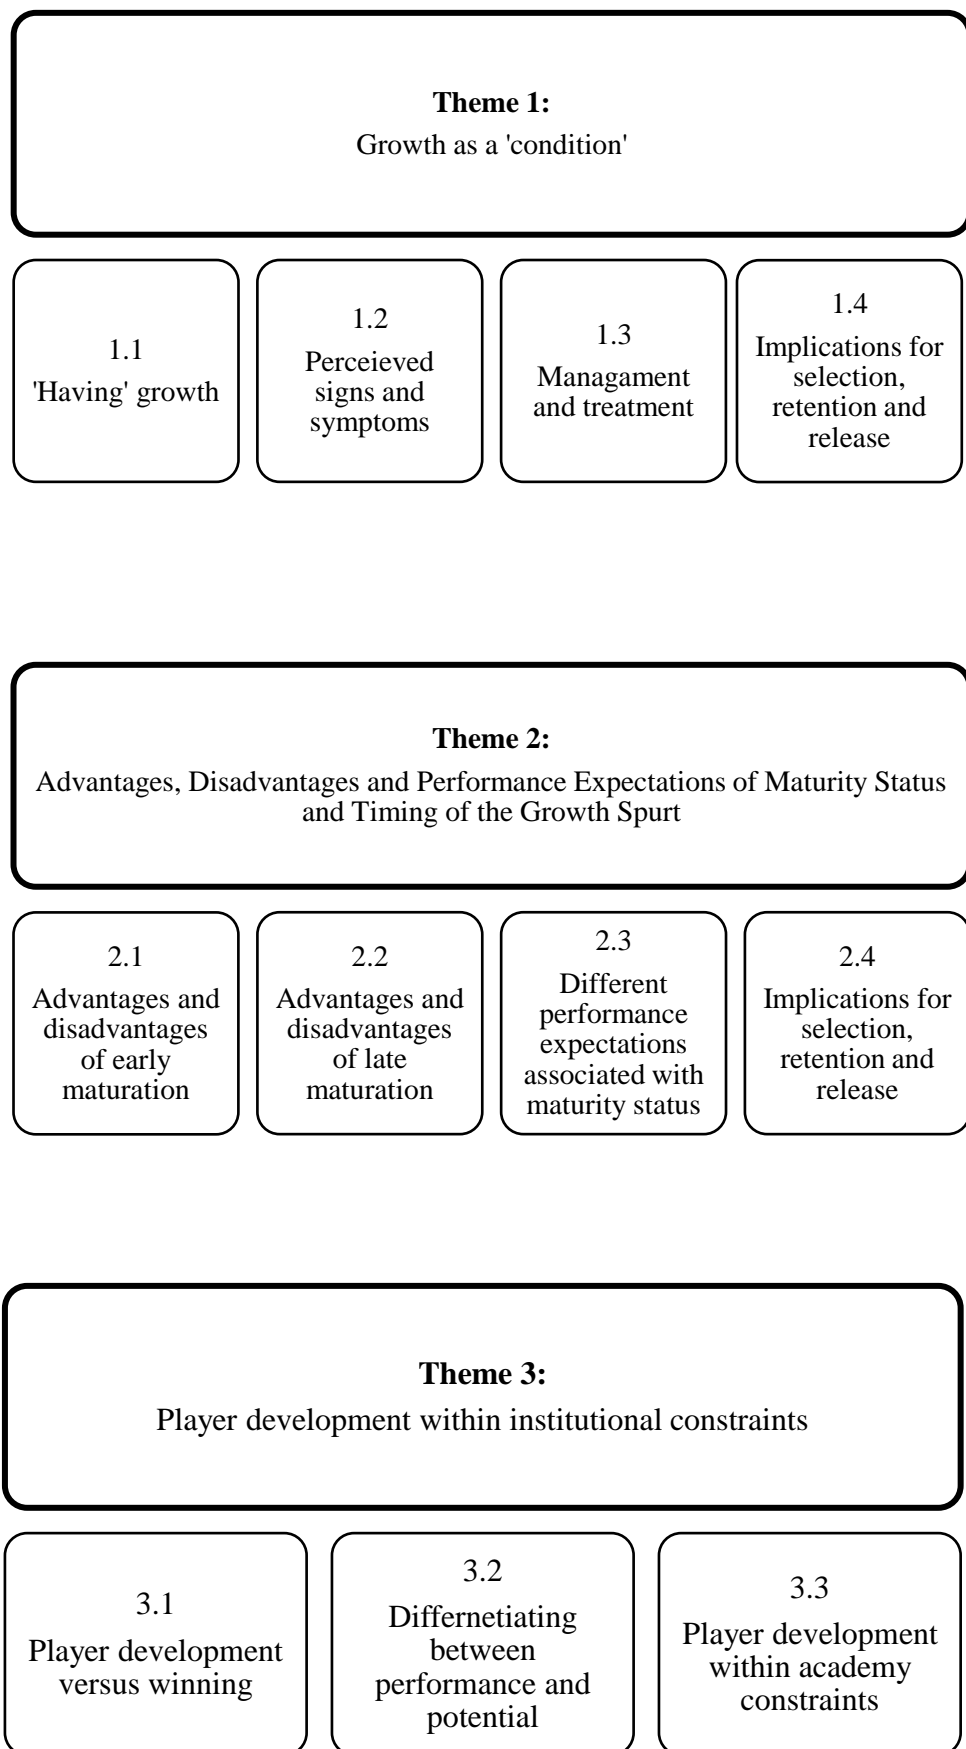 Theme 1:
Growth as a 'condition'
1.1
'Having' growth
1.2
Perceieved
signs and
symptoms
1.3
Managament
and treatment
1.4
Implications for
selection,
retention and
release
Theme 2:
Advantages, Disadvantages and Performance Expectations of Maturity Status
and Timing of the Growth Spurt
2.1
Advantages and
disadvantages
of early
maturation
2.2
Advantages and
disadvantages
of late
maturation
2.3
Different
performance
expectations
associated with
maturity status
2.4
Implications for
selection,
retention and
release
Theme 3:
Player development within institutional constraints
3.1
Player development
versus winning
3.2
Differnetiating
between
performance and
potential
3.3
Player development
within academy
constraints